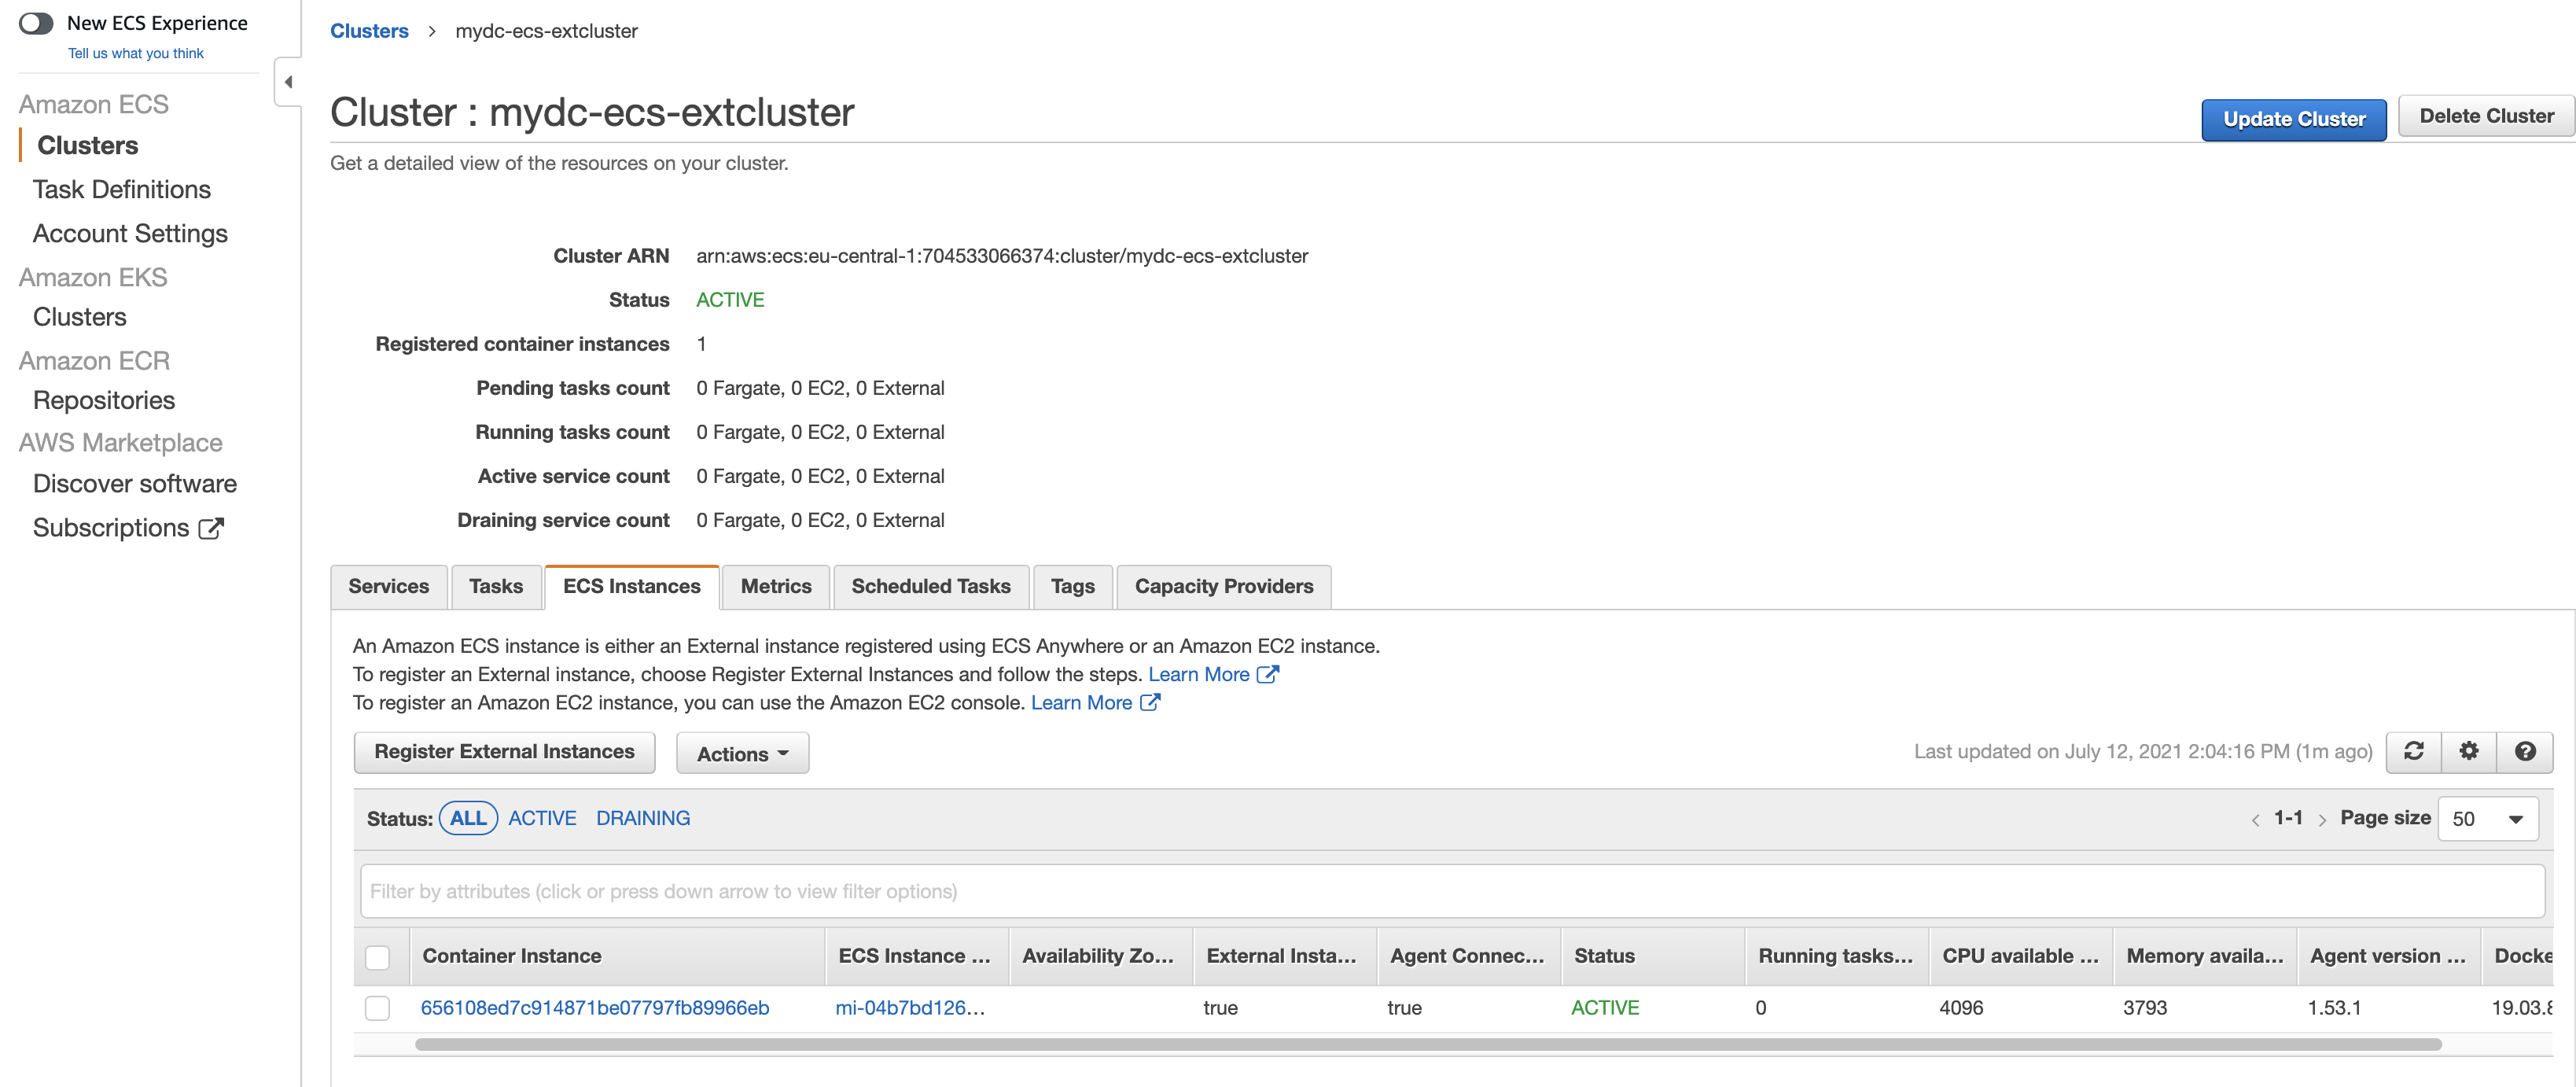 New ECS Experience
Tell us what you think
Amazon ECS
Clusters
Task Definitions
Account Settings
Amazon EKS
Clusters
Amazon ECR
Repositories
AWS Marketplace
Discover software
Subscriptions
Clusters > mydc-ecs-extcluster
Cluster : mydc-ecs-extcluster
Update Cluster Delete Cluster
Get a detailed view of the resources on your cluster.
Cluster ARN arn:aws:ecs:eu-central-1:704533066374:cluster/mydc-ecs-extcluster
Status ACTIVE
Registered container instances 1
Pending tasks count 0 Fargate, 0 EC2, 0 External
Running tasks count 0 Fargate, 0 EC2, 0 External
Active service count 0 Fargate, 0 EC2, 0 External
Draining service count 0 Fargate, 0 EC2, 0 External
Services Tasks ECS Instances Metrics Scheduled Tasks Tags Capacity Providers
An Amazon ECS instance is either an External instance registered using ECS Anywhere or an Amazon EC2 instance.
To register an External instance, choose Register External Instances and follow the steps. Learn More
To register an Amazon EC2 instance, you can use the Amazon EC2 console. Learn More
Register External Instances Actions Last updated on July 12, 2021 2:04:16 PM (1m ago)
Status: ALL ACTIVE DRAINING < 1-1 > Page size 50
Filter by attributes (click or press down arrow to view filter options)
Container Instance ECS Instance ... Availability Zo... External Insta... Agent Connec... Status Running tasks... CPU available ... Memory availa... Agent version ... Docke
656108ed7c914871be07797fb89966eb mi-04b7bd126... true true ACTIVE 0 4096 3793 1.53.1 19.03.8